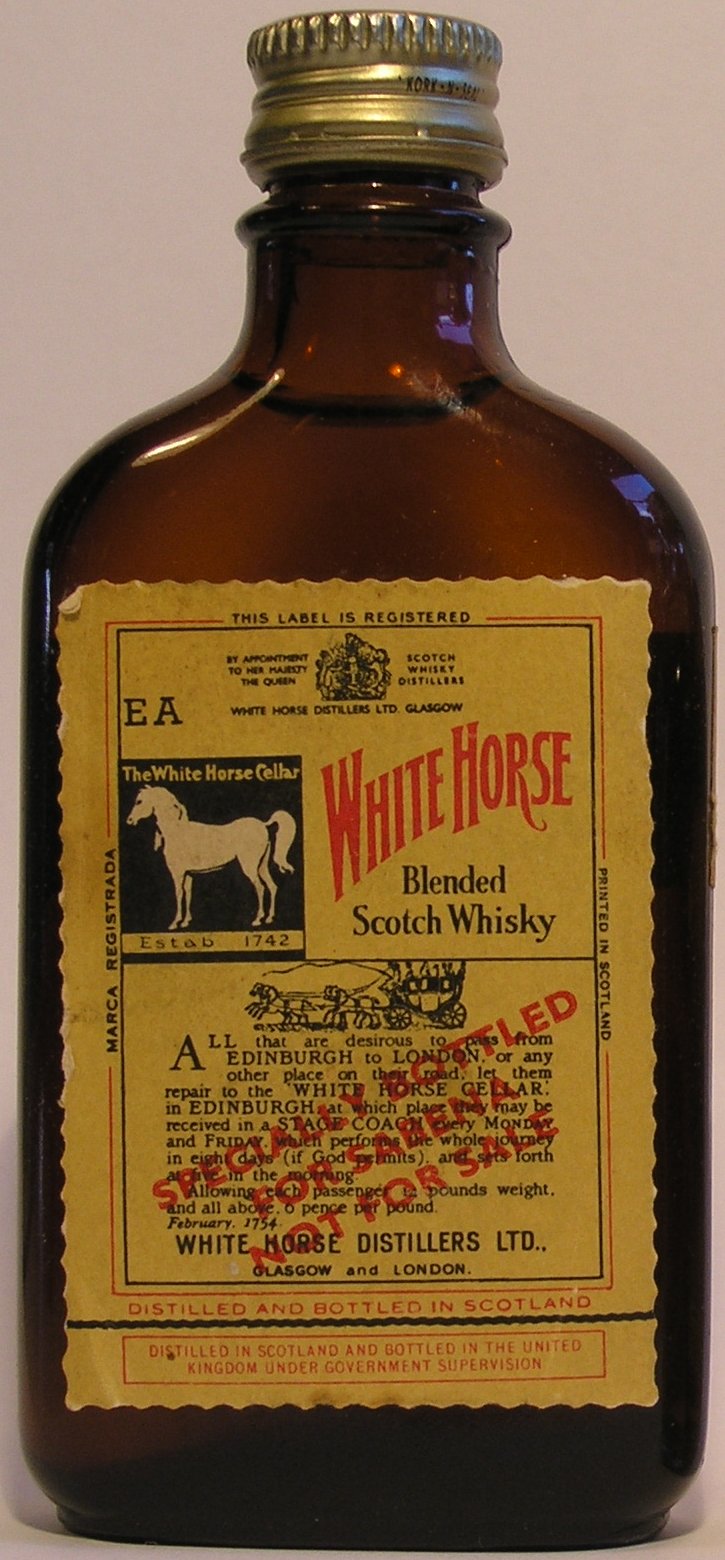 KORK-N-SEAL
THIS LABEL IS REGISTERED
BY APPOINTMENT
TO HER MAJESTY
THE QUEEN
SCOTCH
WHISKY
DISTILLERS
WHITE HORSE DISTILLERS LTD. GLASGOW
EA
The White Horse Cellar
Estab 1742
WHITE HORSE
Blended
Scotch Whisky
MARCA REGISTRADA
PRINTED IN SCOTLAND
ALL that are desirous to pass from
EDINBURGH to LONDON, or any
other place on their road, let them
repair to the 'WHITE HORSE CELLAR'.
in EDINBURGH, at which place they may be
received in a STAGE COACH every MONDAY
and FRIDAY, which performs the whole journey
in eight days (if God permits), and sets forth
at five in the morning.
Allowing each passenger 14 pounds weight,
and all above, 6 pence per pound.
February, 1754.
WHITE HORSE DISTILLERS LTD.,
GLASGOW and LONDON.
SPECIALLY BOTTLED
FOR SABENA
NOT FOR SALE
DISTILLED AND BOTTLED IN SCOTLAND
DISTILLED IN SCOTLAND AND BOTTLED IN THE UNITED
KINGDOM UNDER GOVERNMENT SUPERVISION